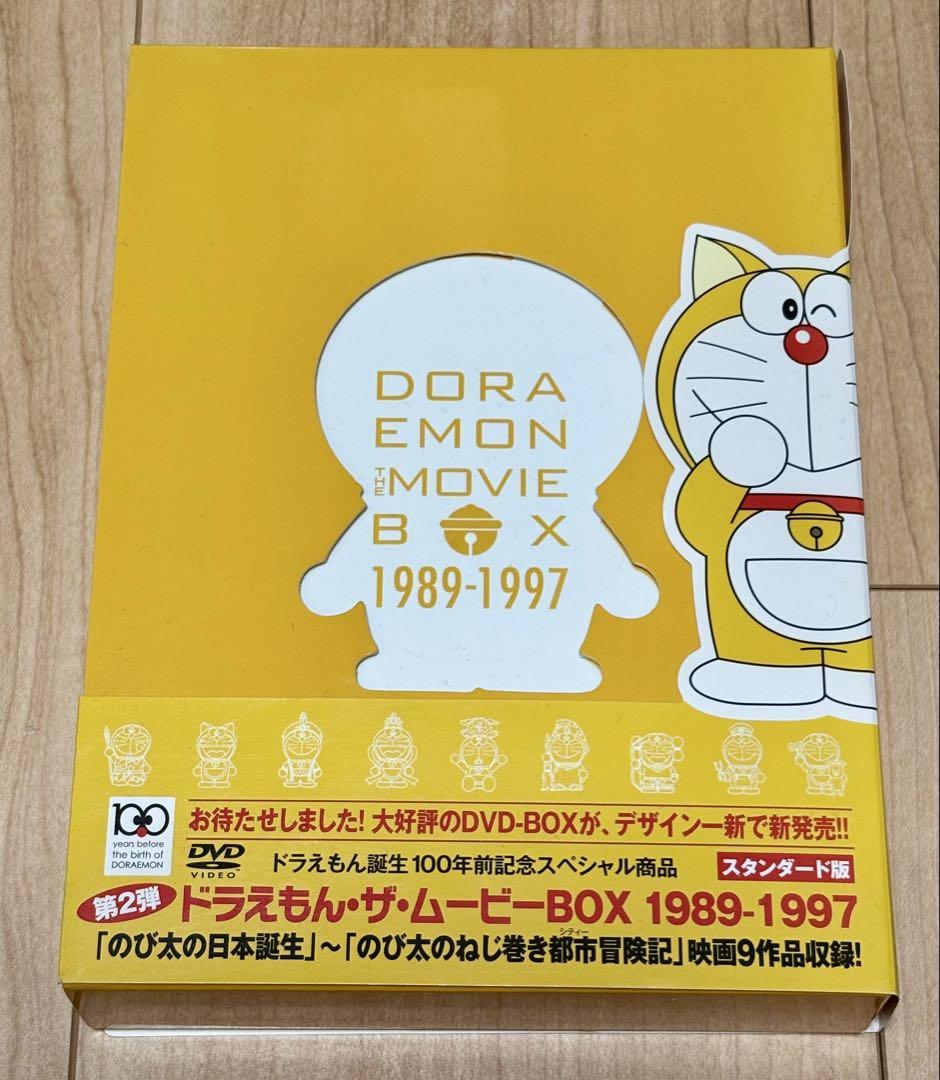 DORA
EMON
THE MOVIE
BOX
1989-1997
100
years before
the birth of
DORAEMON
お待たせしました!大好評のDVD-BOXが、デザイン一新で新発売!!
DVD
VIDEO
ドラえもん誕生100年前記念スペシャル商品
スタンダード版
第2弾
ドラえもん・ザ・ムービーBOX 1989-1997
シティー
「のび太の日本誕生」~「のび太のねじ巻き都市冒険記」映画9作品収録!